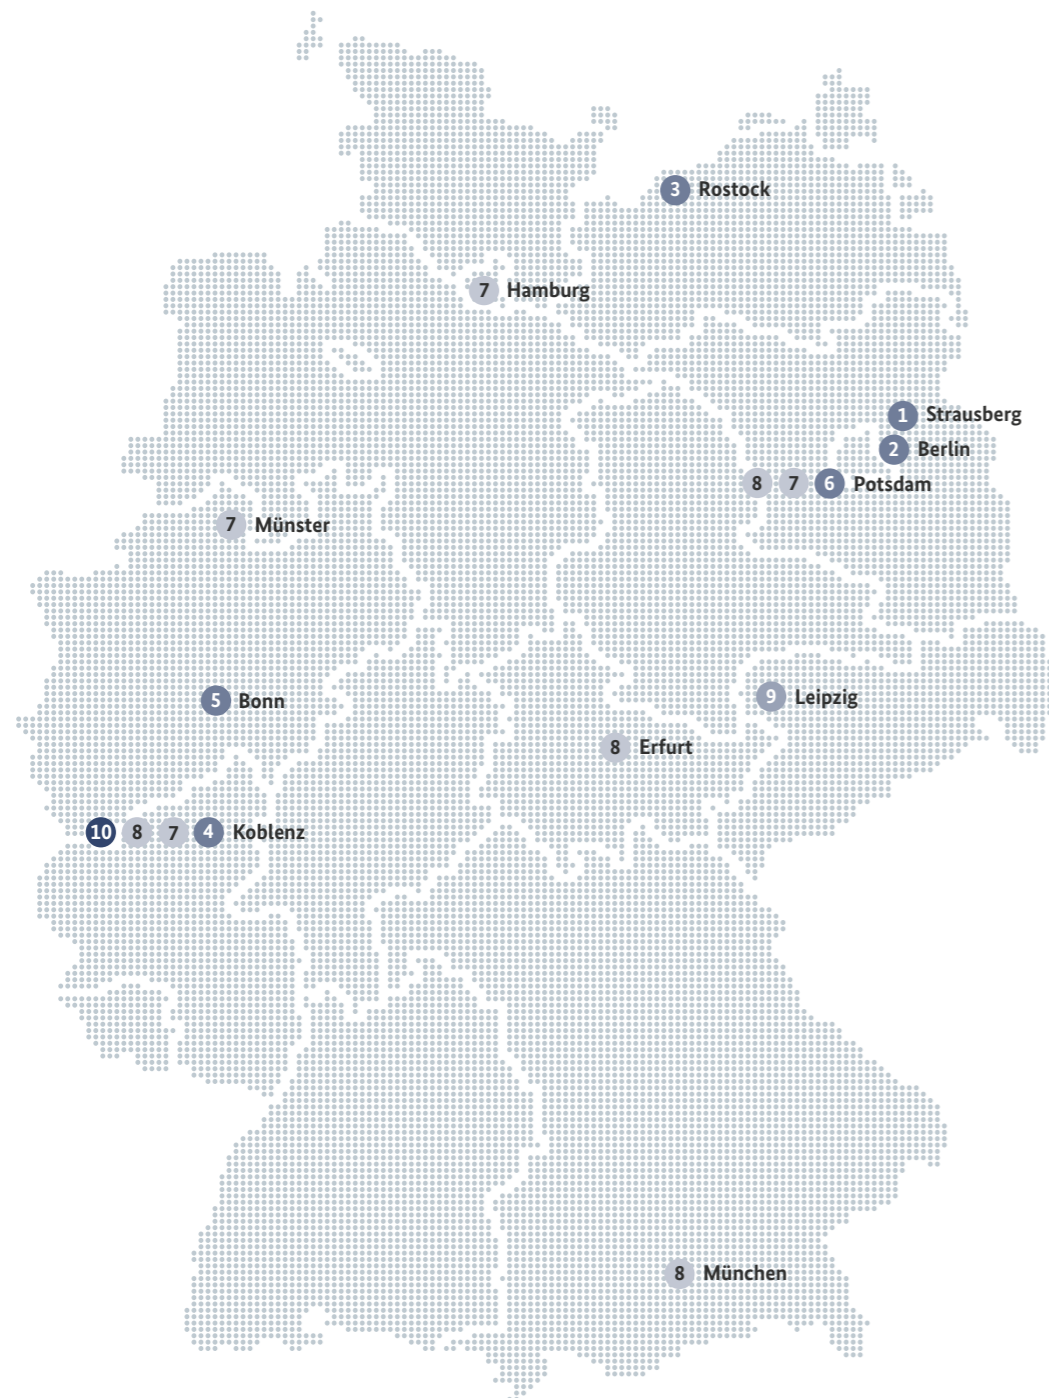 3 Rostock
7 Hamburg
1 Strausberg
2 Berlin
8 7 6 Potsdam
7 Münster
5 Bonn
9 Leipzig
8 Erfurt
10 8 7 4 Koblenz
8 München